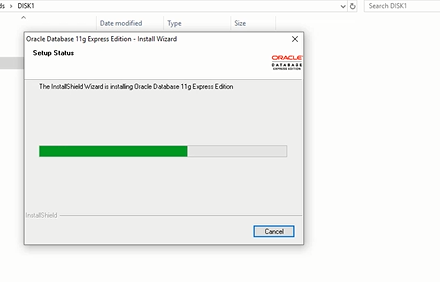 ds › DISK1
Search DISK1
Date modified
Type
Size
Oracle Database 11g Express Edition - Install Wizard
Setup Status
ORACLE
DATABASE
EXPRESS EDITION
The InstallShield Wizard is installing Oracle Database 11g Express Edition
InstallShield
Cancel